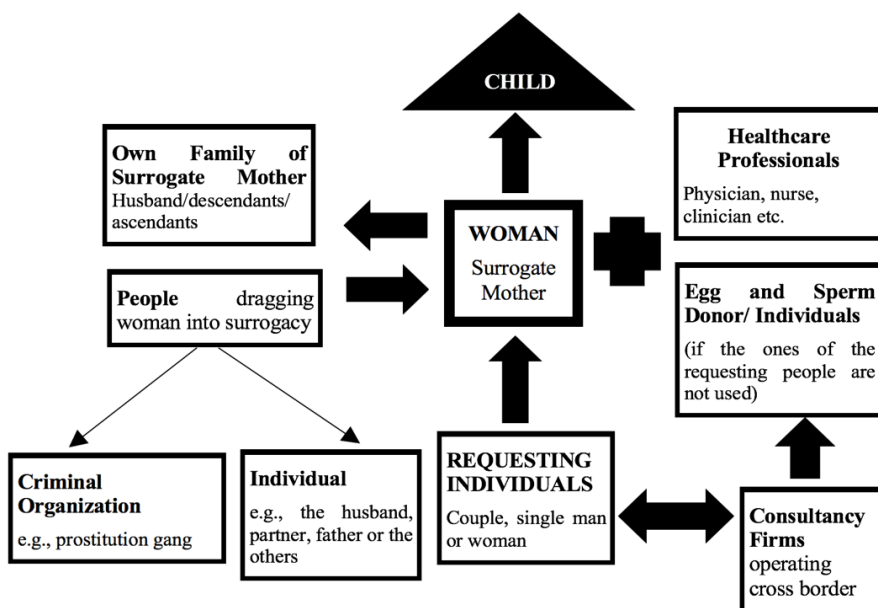 CHILD
Own Family of
Surrogate Mother
Husband/descendants/
ascendants
WOMAN
Surrogate
Mother
Healthcare
Professionals
Physician, nurse,
clinician etc.
People dragging
woman into surrogacy
Egg and Sperm
Donor/ Individuals
(if the ones of the
requesting people are
not used)
Criminal
Organization
e.g., prostitution gang
Individual
e.g., the husband,
partner, father or the
others
REQUESTING
INDIVIDUALS
Couple, single man
or woman
Consultancy
Firms
operating
cross border